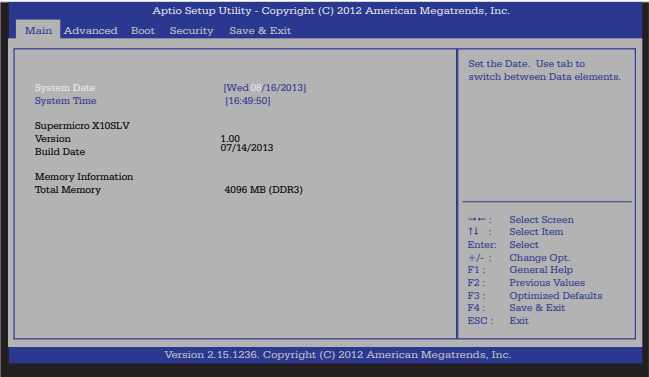 Aptio Setup Utility - Copyright (C) 2012 American Megatrends, Inc.
Main Advanced Boot Security Save & Exit
System Date [Wed 08/16/2013]
System Time [16:49:50]
Supermicro X10SLV
Version 1.00
Build Date 07/14/2013
Memory Information
Total Memory 4096 MB (DDR3)
Set the Date. Use tab to
switch between Data elements.
→← : Select Screen
↑↓ : Select Item
Enter: Select
+/- : Change Opt.
F1 : General Help
F2 : Previous Values
F3 : Optimized Defaults
F4 : Save & Exit
ESC : Exit
Version 2.15.1236. Copyright (C) 2012 American Megatrends, Inc.